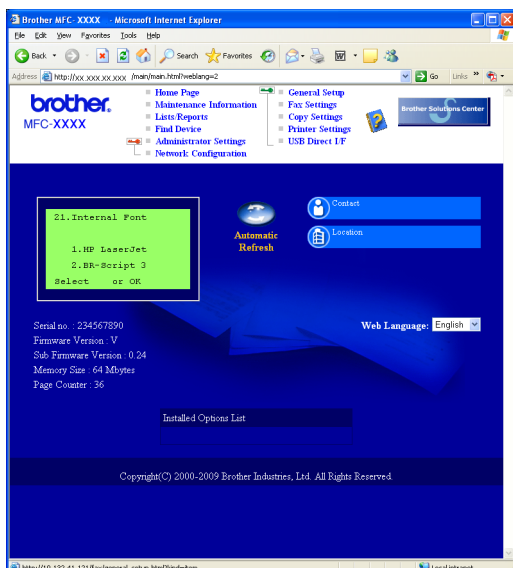 Brother MFC- XXXX - Microsoft Internet Explorer
File Edit View Favorites Tools Help
Back Search Favorites
Address http://xx.xxx.xx.xxx /main/main.html?weblang=2 Go Links »
brother.
MFC-XXXX
Home Page
Maintenance Information
Lists/Reports
Find Device
Administrator Settings
Network Configuration
General Setup
Fax Settings
Copy Settings
Printer Settings
USB Direct I/F
Brother Solutions Center
21.Internal Font
1.HP LaserJet
2.BR-Script 3
Select or OK
Automatic
Refresh
Contact
Location
Serial no. : 234567890
Firmware Version : V
Sub Firmware Version : 0.24
Memory Size : 64 Mbytes
Page Counter : 36
Web Language: English
Installed Options List
Copyright(C) 2000-2009 Brother Industries, Ltd. All Rights Reserved.
Local intranet